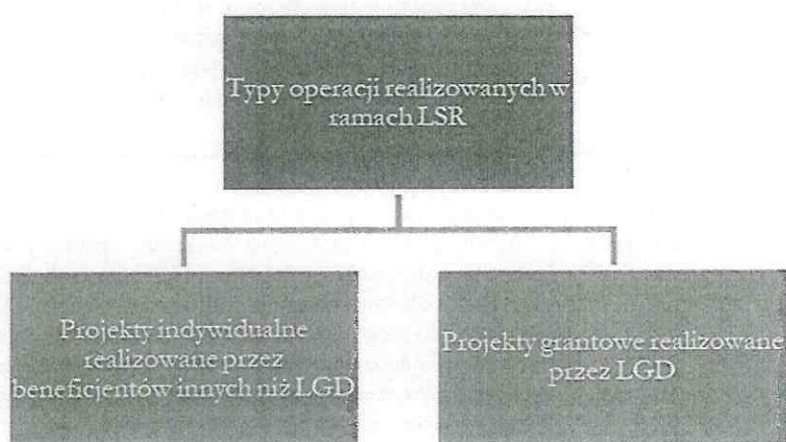 Typy operacji realizowanych w
ramach LSR
Projekty indywidualne
realizowane przez
beneficjentów innych niż LGD
Projekty grantowe realizowane
przez LGD